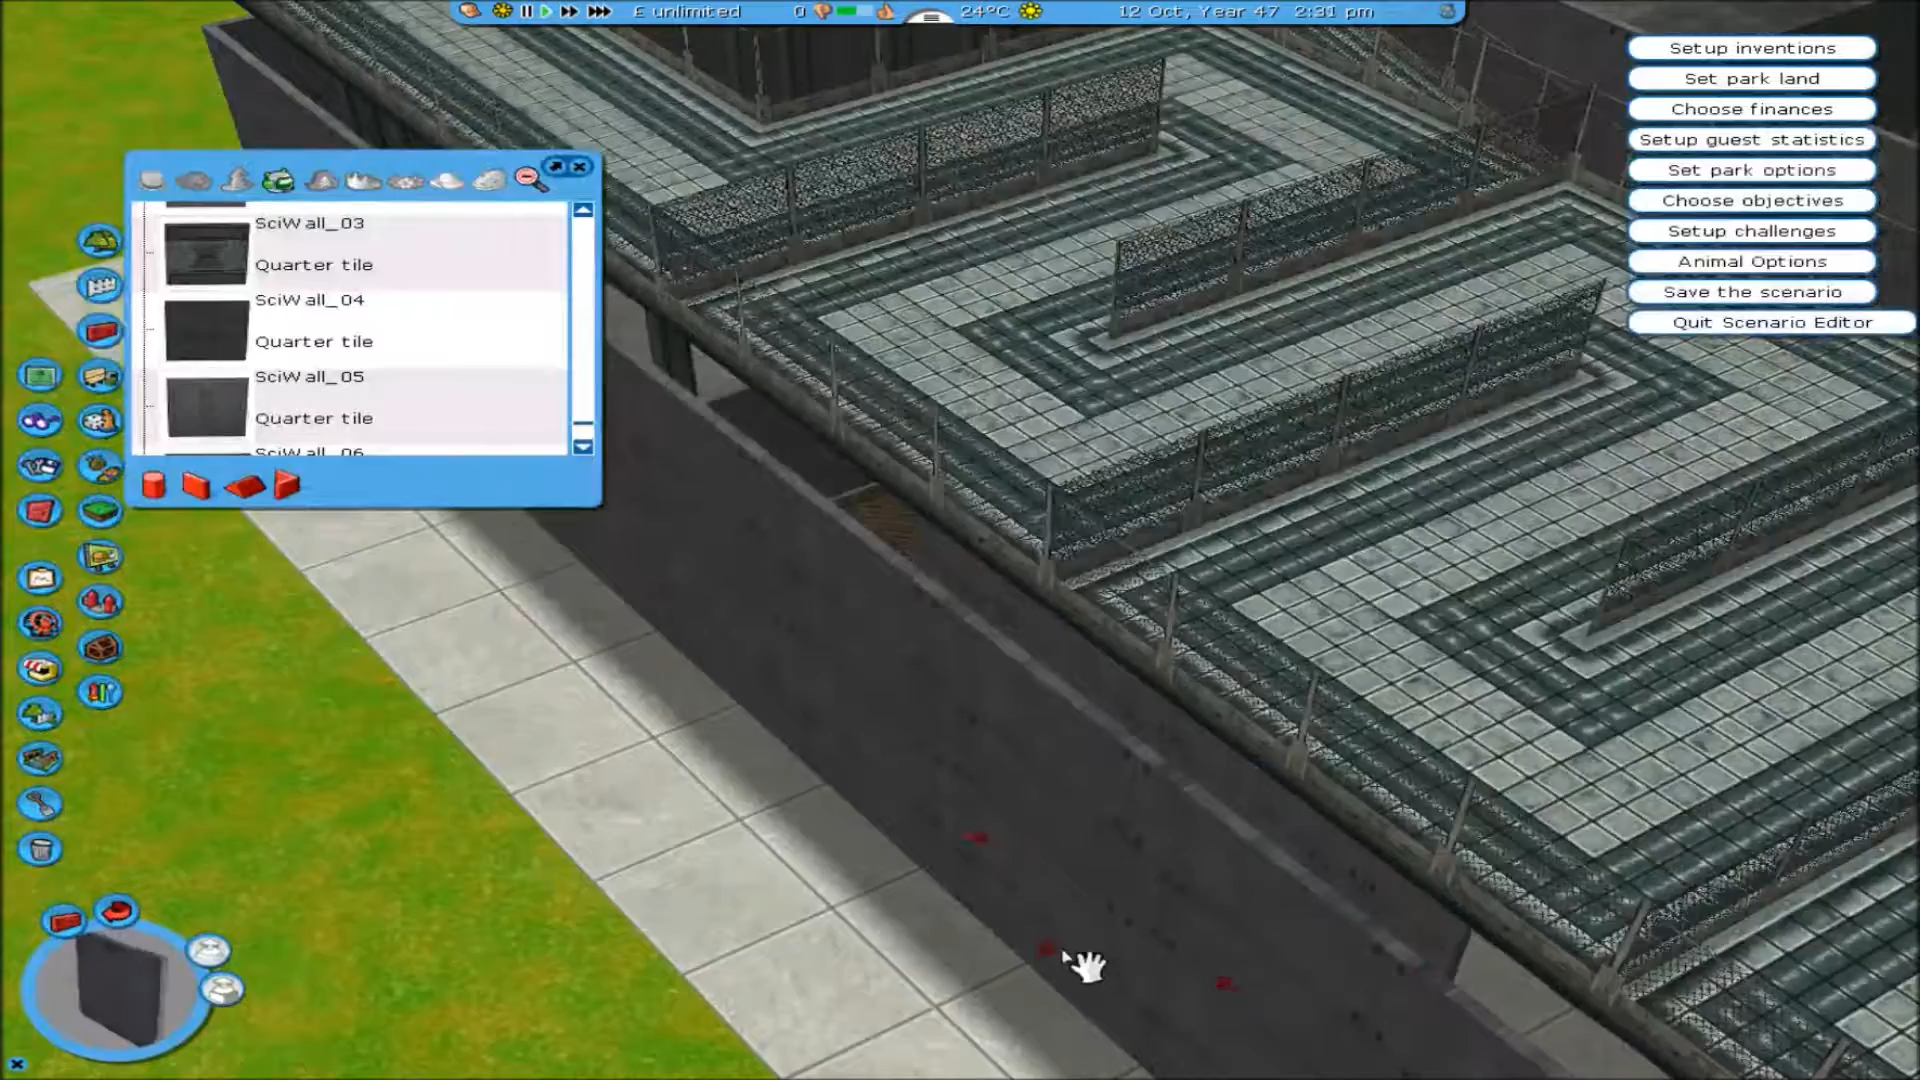 £ unlimited
0
24°C
12 Oct, Year 47 2:31 pm
Setup inventions
Set park land
Choose finances
Setup guest statistics
Set park options
Choose objectives
Setup challenges
Animal Options
Save the scenario
Quit Scenario Editor
SciWall_03
Quarter tile
SciWall_04
Quarter tile
SciWall_05
Quarter tile
SciWall_06